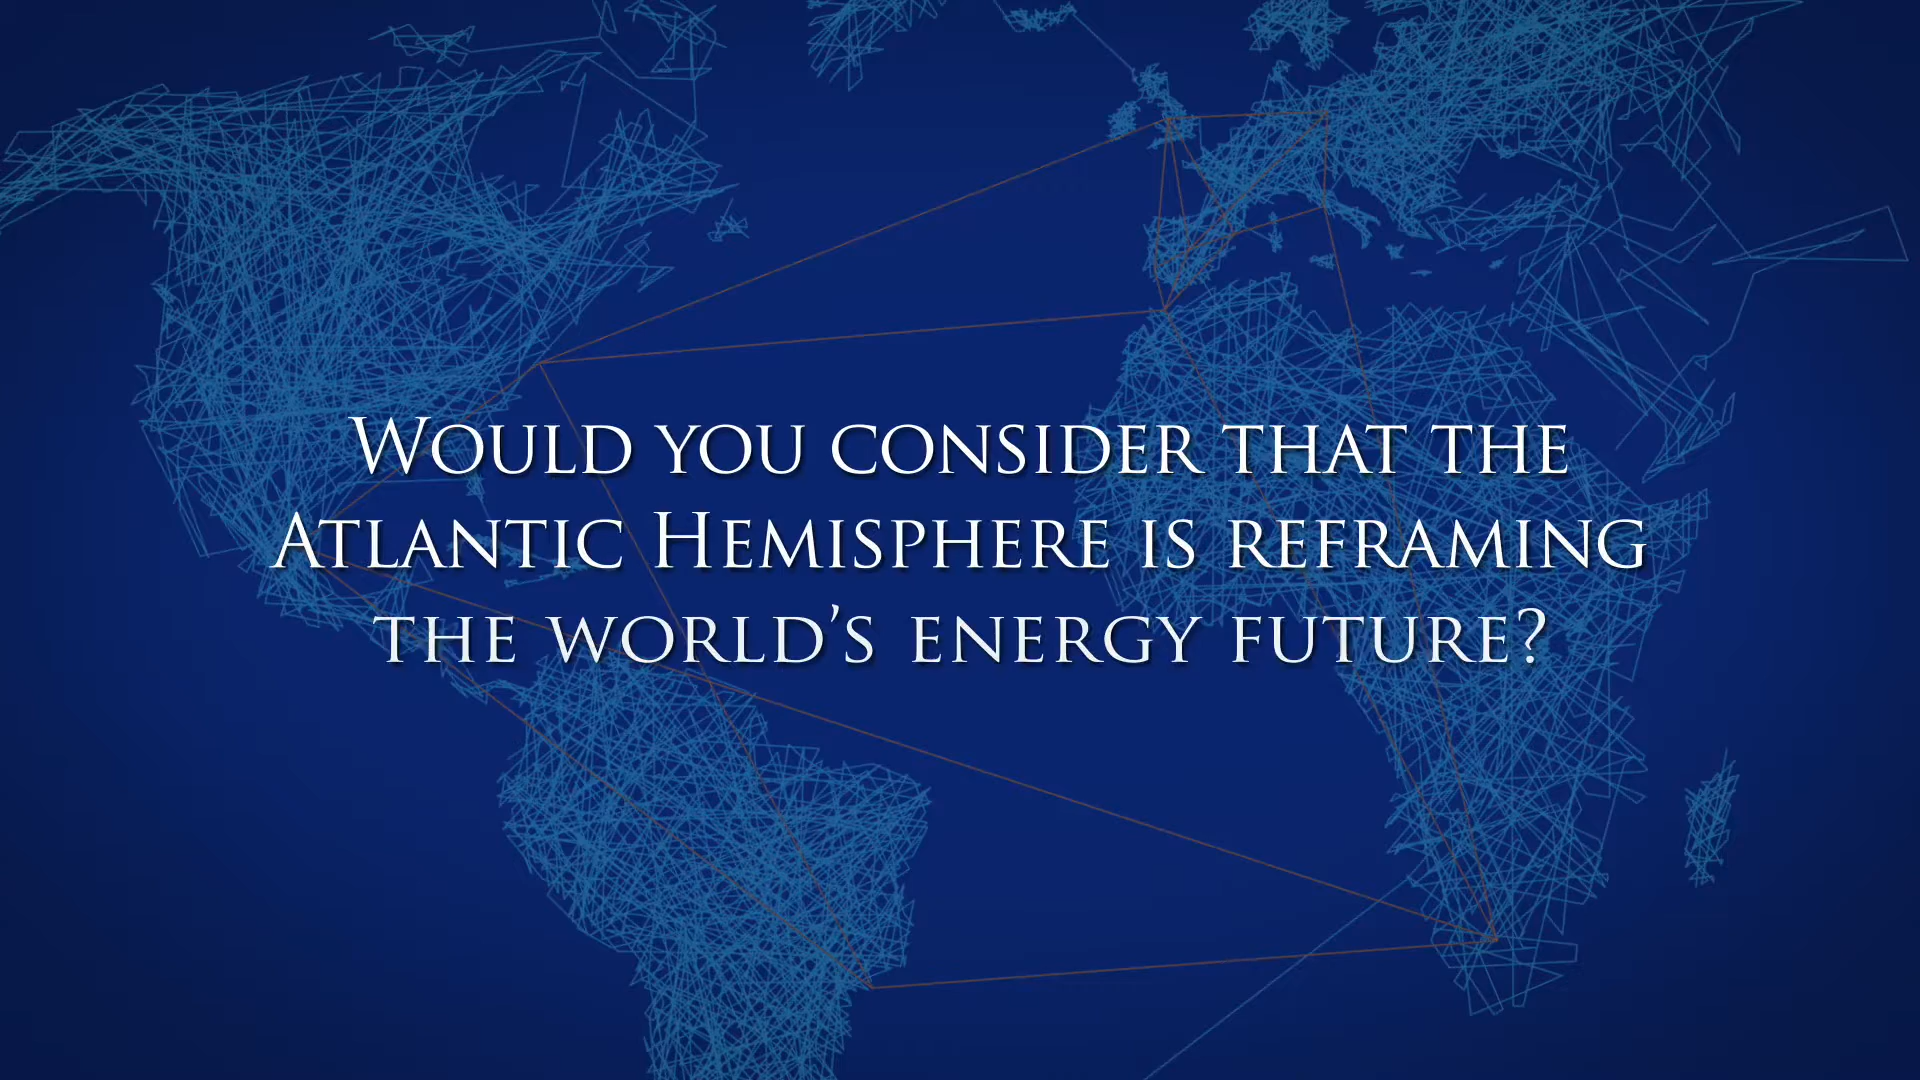 Would you consider that the
Atlantic Hemisphere is reframing
the world’s energy future?